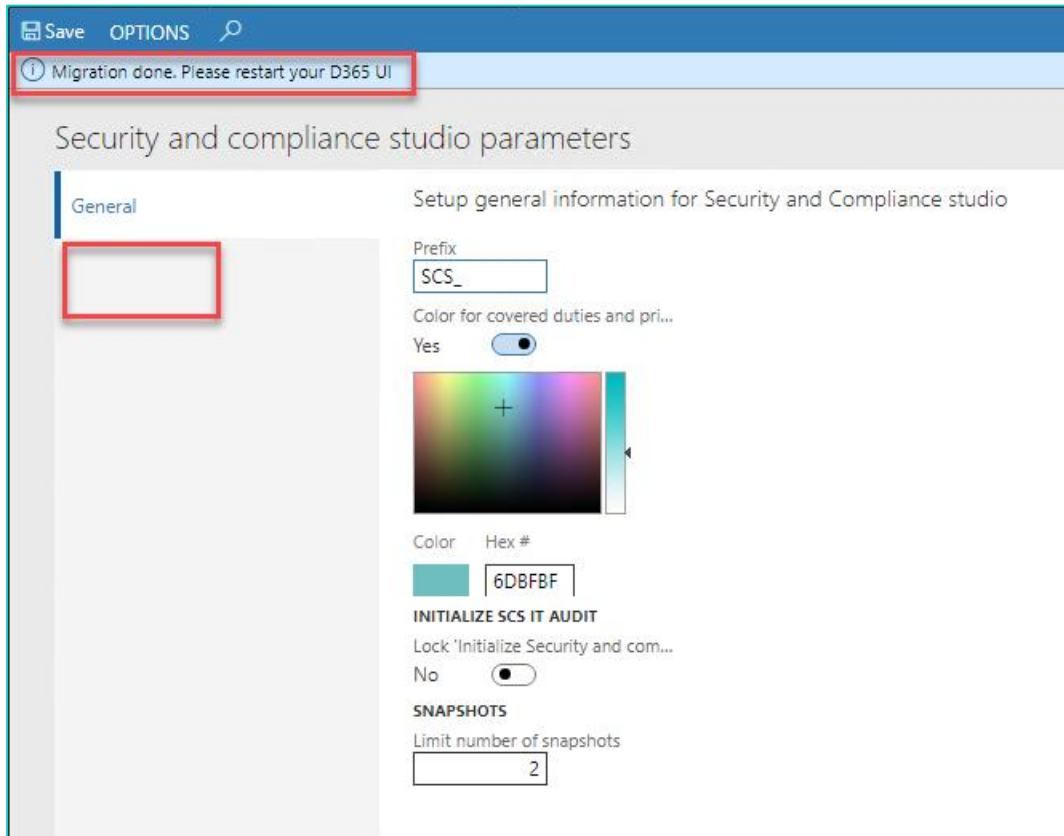 Save OPTIONS
Migration done. Please restart your D365 UI
Security and compliance studio parameters
General
Setup general information for Security and Compliance studio
Prefix
SCS_
Color for covered duties and pri...
Yes
Color Hex #
6DBFBF
INITIALIZE SCS IT AUDIT
Lock 'Initialize Security and com...
No
SNAPSHOTS
Limit number of snapshots
2